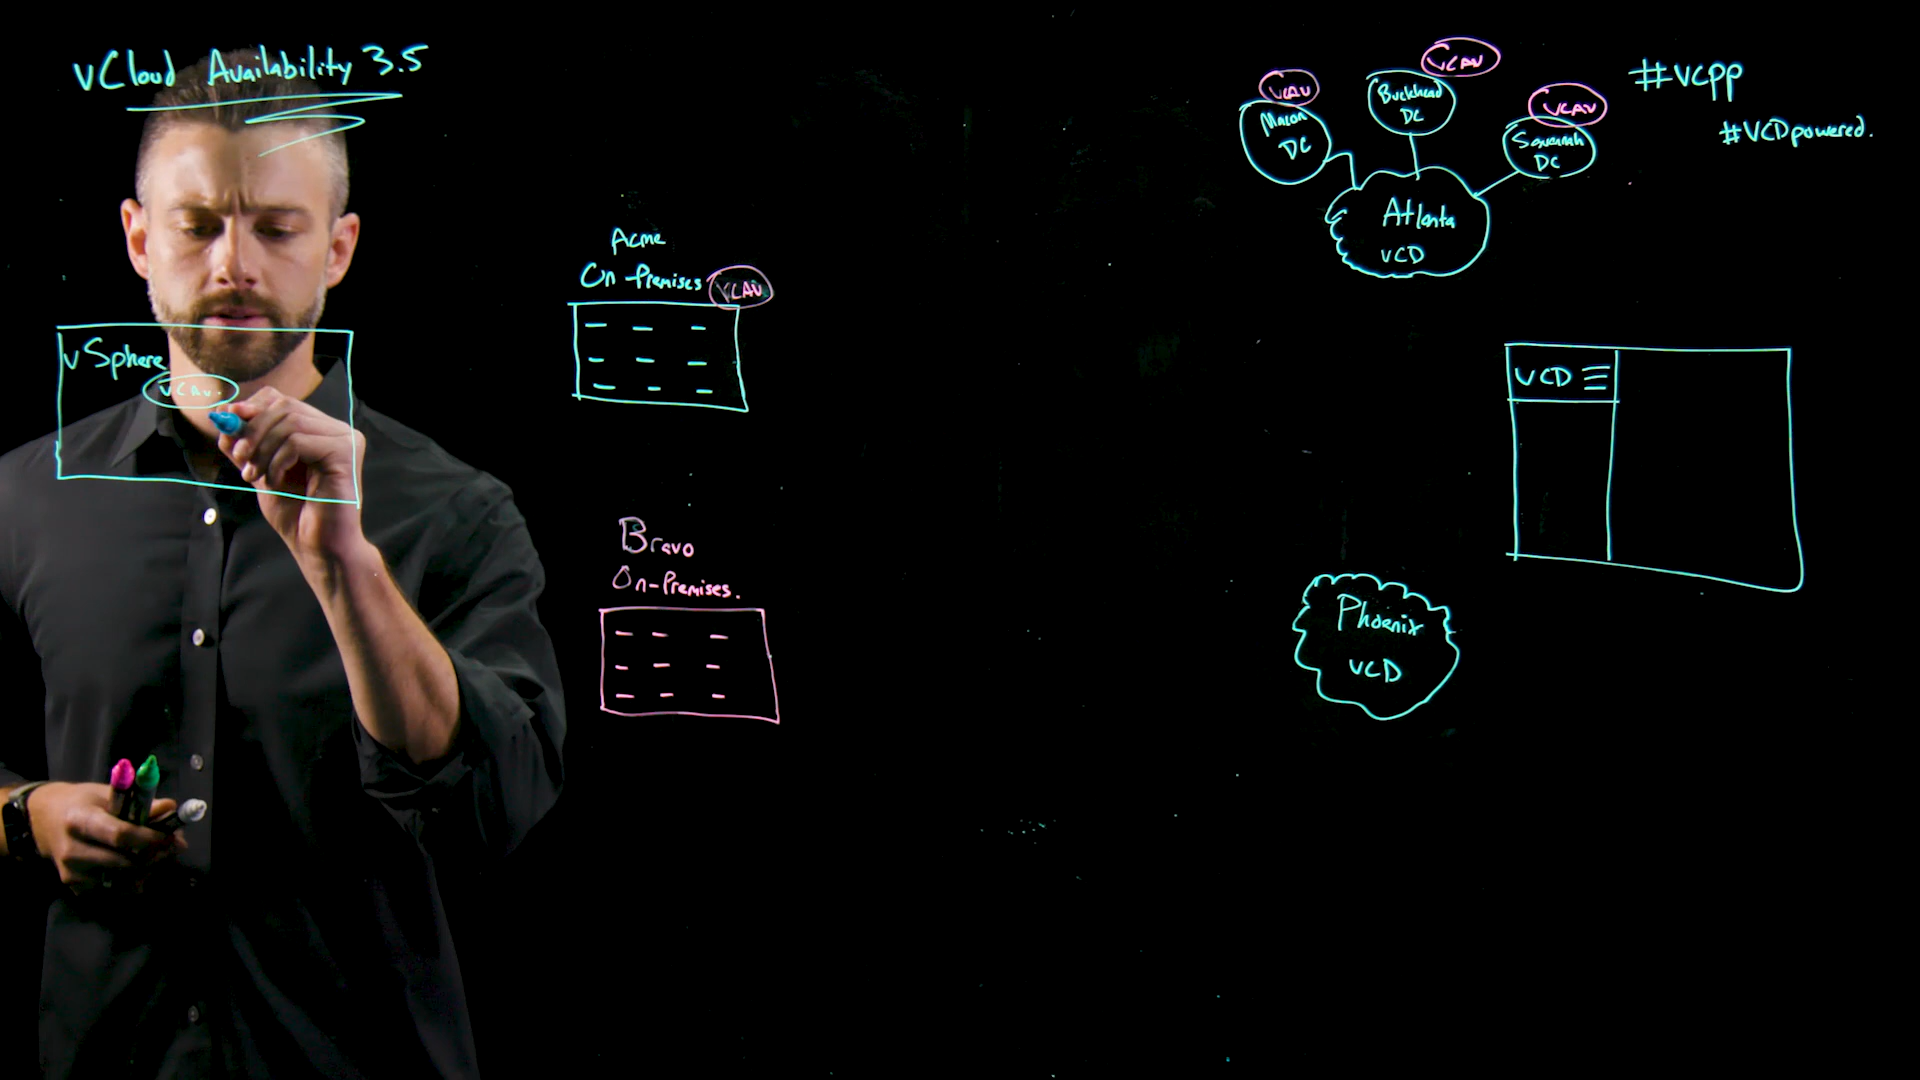 vCloud Availability 3.5
vSphere
vCAv.
Acme
On-Premises
VCAV
Bravo
On-Premises.
VCAV
Macon
DC
VCAV
Buckhead
DC
VCAV
Savannah
DC
Atlanta
VCD
#VCPP
#VCDpowered.
VCD
Phoenix
VCD